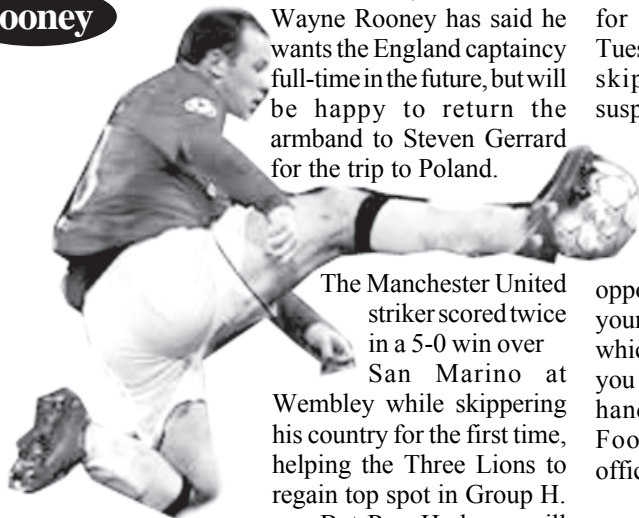 ooney
Wayne Rooney has said he
wants the England captaincy
full-time in the future, but will
be happy to return the
armband to Steven Gerrard
for the trip to Poland.
The Manchester United
striker scored twice
in a 5-0 win over
San Marino at
Wembley while skippering
his country for the first time,
helping the Three Lions to
regain top spot in Group H.
for
Tues
skip
susp
oppo
your
whic
you
hand
Foo
offic